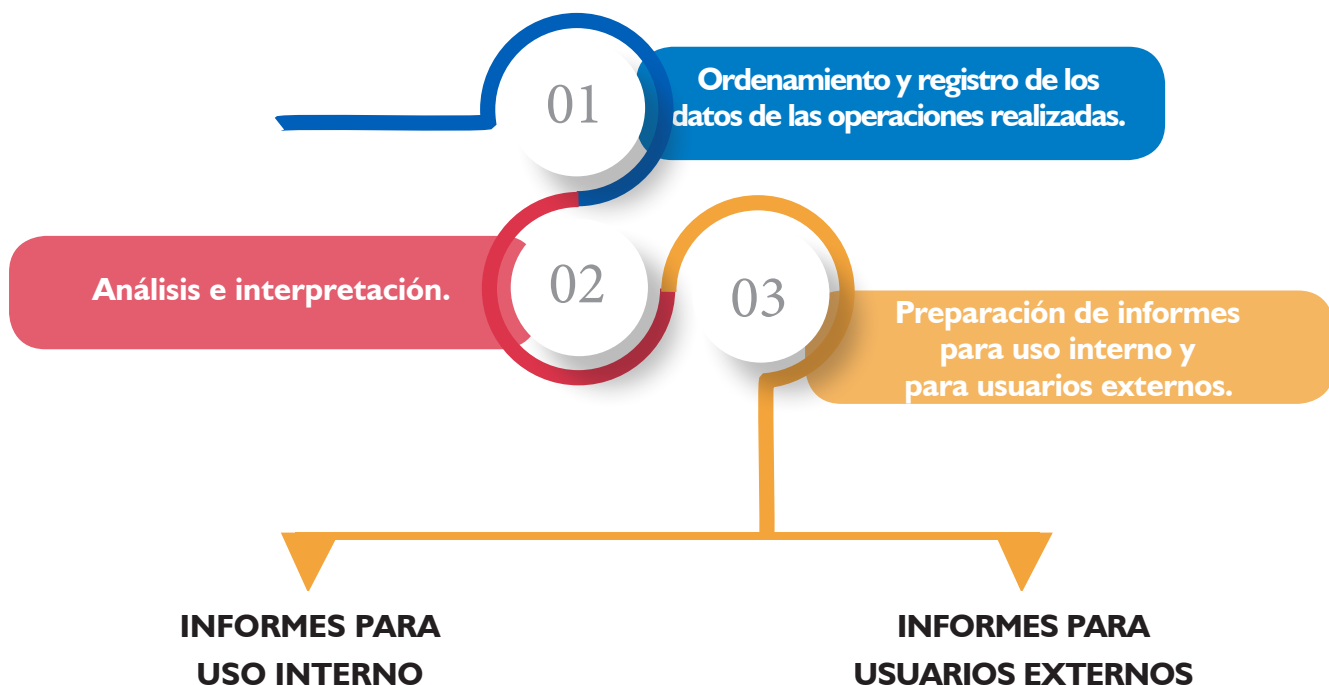 01
Ordenamiento y registro de los
datos de las operaciones realizadas.
02
Análisis e interpretación.
03
Preparación de informes
para uso interno y
para usuarios externos.
INFORMES PARA
USO INTERNO
INFORMES PARA
USUARIOS EXTERNOS